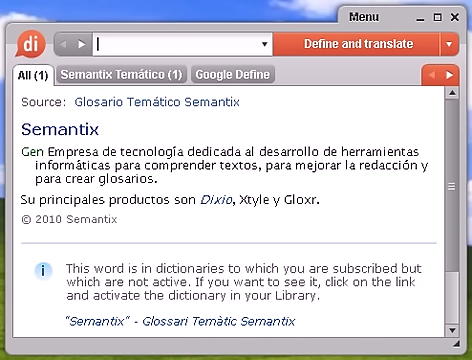 Menu
di
Define and translate
All (1)
Semantix Temático (1)
Google Define
Source: Glosario Temático Semantix
Semantix
Gen Empresa de tecnología dedicada al desarrollo de herramientas
informáticas para comprender textos, para mejorar la redacción y
para crear glosarios.
Su principales productos son Dixio, Xtyle y Gloxr.
© 2010 Semantix
i
This word is in dictionaries to which you are subscribed but
which are not active. If you want to see it, click on the link
and activate the dictionary in your Library.
"Semantix" - Glossari Temàtic Semantix